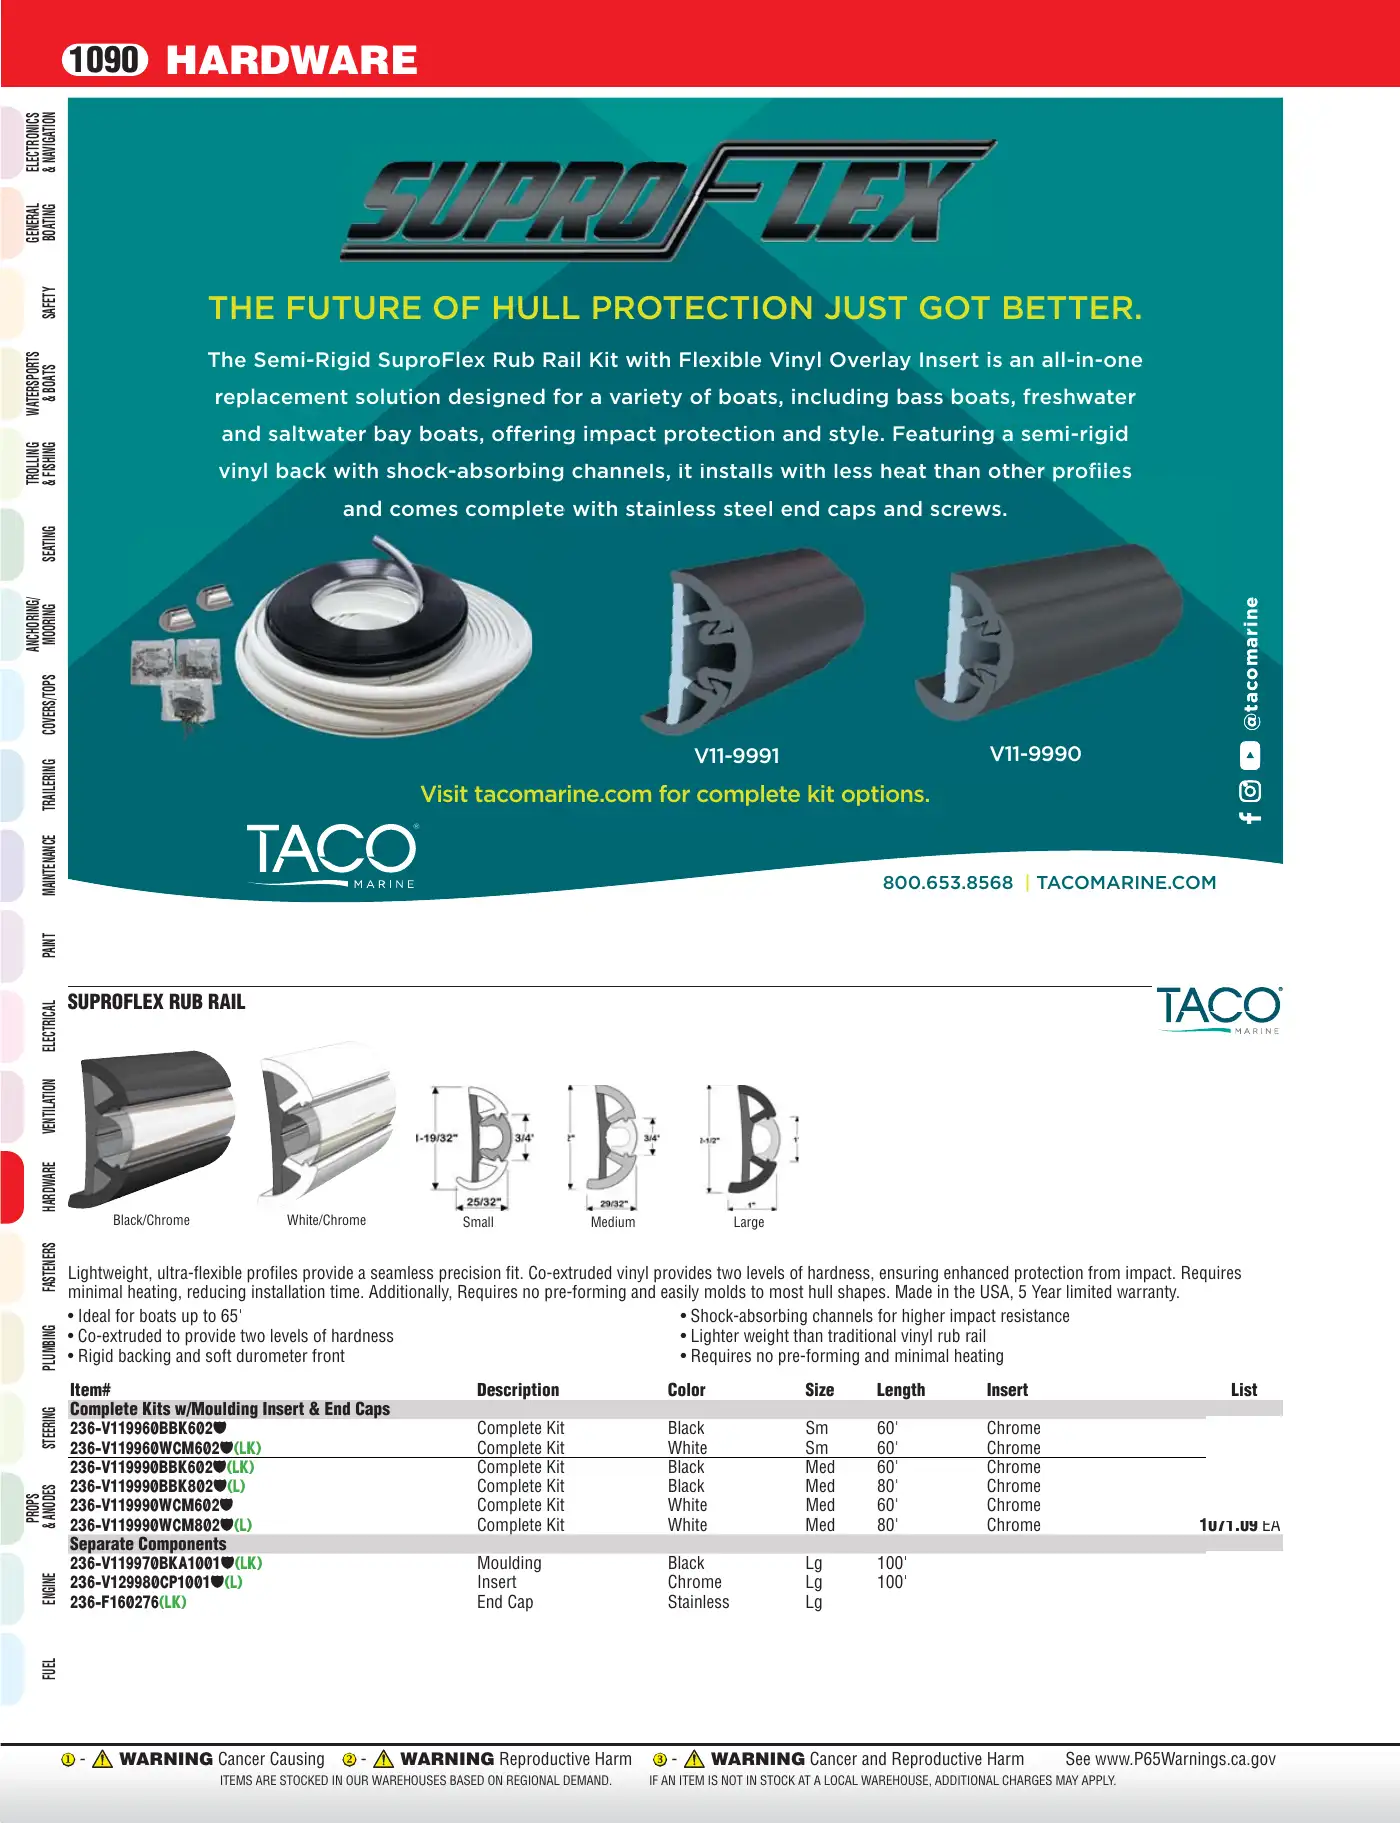 1090 HARDWARE
ELECTRONICS
& NAVIGATION
GENERAL
BOATING
SAFETY
WATERSPORTS
& BOATS
TROLLING
& FISHING
SEATING
ANCHORING/
MOORING
COVERS/TOPS
TRAILERING
MAINTENANCE
PAINT
ELECTRICAL
VENTILATION
HARDWARE
FASTENERS
PLUMBING
STEERING
PROPS
& ANODES
ENGINE
FUEL
SUPROFLEX
THE FUTURE OF HULL PROTECTION JUST GOT BETTER.
The Semi-Rigid SuproFlex Rub Rail Kit with Flexible Vinyl Overlay Insert is an all-in-one
replacement solution designed for a variety of boats, including bass boats, freshwater
and saltwater bay boats, offering impact protection and style. Featuring a semi-rigid
vinyl back with shock-absorbing channels, it installs with less heat than other profiles
and comes complete with stainless steel end caps and screws.
@tacomarine
V11-9991
V11-9990
Visit tacomarine.com for complete kit options.
TACO®
MARINE
800.653.8568 | TACOMARINE.COM
SUPROFLEX RUB RAIL
TACO®
MARINE
1-19/32" 3/4" 2" 3/4" 2-1/2" 1"
25/32" 29/32" 1"
Black/Chrome White/Chrome Small Medium Large
Lightweight, ultra-flexible profiles provide a seamless precision fit. Co-extruded vinyl provides two levels of hardness, ensuring enhanced protection from impact. Requires
minimal heating, reducing installation time. Additionally, Requires no pre-forming and easily molds to most hull shapes. Made in the USA, 5 Year limited warranty.
• Ideal for boats up to 65'
• Co-extruded to provide two levels of hardness
• Rigid backing and soft durometer front
• Shock-absorbing channels for higher impact resistance
• Lighter weight than traditional vinyl rub rail
• Requires no pre-forming and minimal heating
Item# Description Color Size Length Insert List
Complete Kits w/Moulding Insert & End Caps
236-V119960BBK602 Complete Kit Black Sm 60' Chrome
236-V119960WCM602(LK) Complete Kit White Sm 60' Chrome
236-V119990BBK602(LK) Complete Kit Black Med 60' Chrome
236-V119990BBK802(L) Complete Kit Black Med 80' Chrome
236-V119990WCM602 Complete Kit White Med 60' Chrome
236-V119990WCM802(L) Complete Kit White Med 80' Chrome 1071.09 EA
Separate Components
236-V119970BKA1001(LK) Moulding Black Lg 100'
236-V129980CP1001(L) Insert Chrome Lg 100'
236-F160276(LK) End Cap Stainless Lg
1 - WARNING Cancer Causing 2 - WARNING Reproductive Harm 3 - WARNING Cancer and Reproductive Harm See www.P65Warnings.ca.gov
ITEMS ARE STOCKED IN OUR WAREHOUSES BASED ON REGIONAL DEMAND. IF AN ITEM IS NOT IN STOCK AT A LOCAL WAREHOUSE, ADDITIONAL CHARGES MAY APPLY.